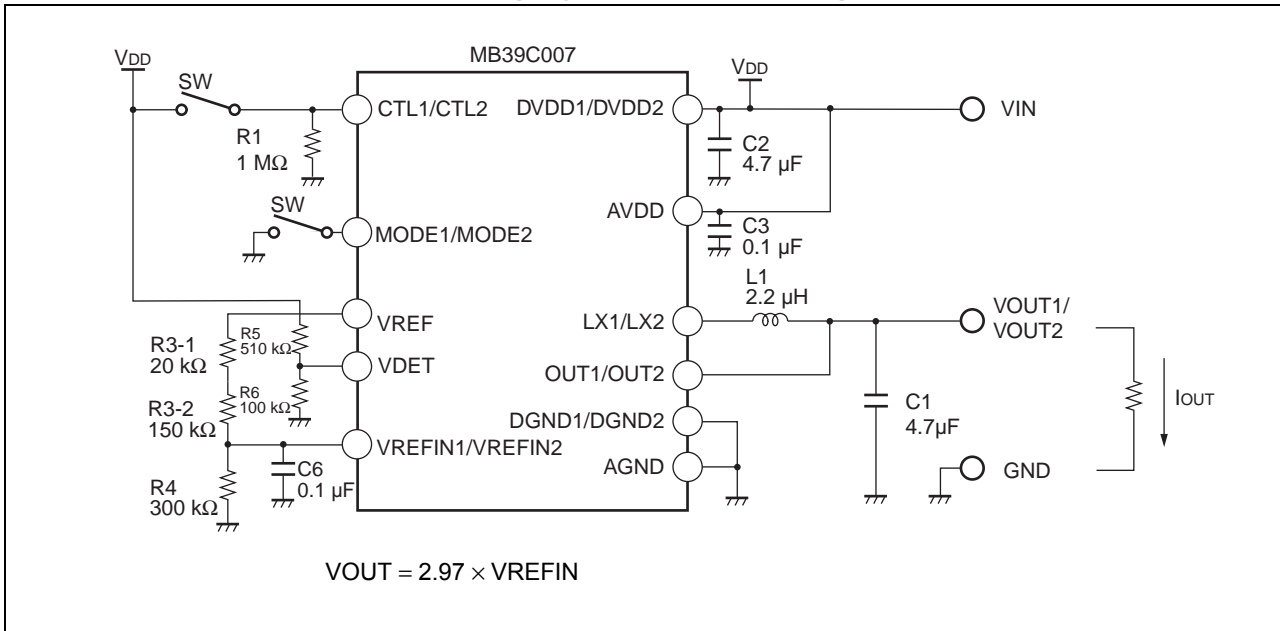 MB39C007
VDD
SW
R1
1 MΩ
CTL1/CTL2
SW
MODE1/MODE2
VREF
R3-1
20 kΩ
R5
510 kΩ
VDET
R3-2
150 kΩ
R6
100 kΩ
VREFIN1/VREFIN2
C6
0.1 µF
R4
300 kΩ
DVDD1/DVDD2
VDD
VIN
C2
4.7 µF
AVDD
C3
0.1 µF
L1
2.2 µH
LX1/LX2
VOUT1/
VOUT2
OUT1/OUT2
C1
4.7µF
IOUT
DGND1/DGND2
AGND
GND
VOUT = 2.97 × VREFIN